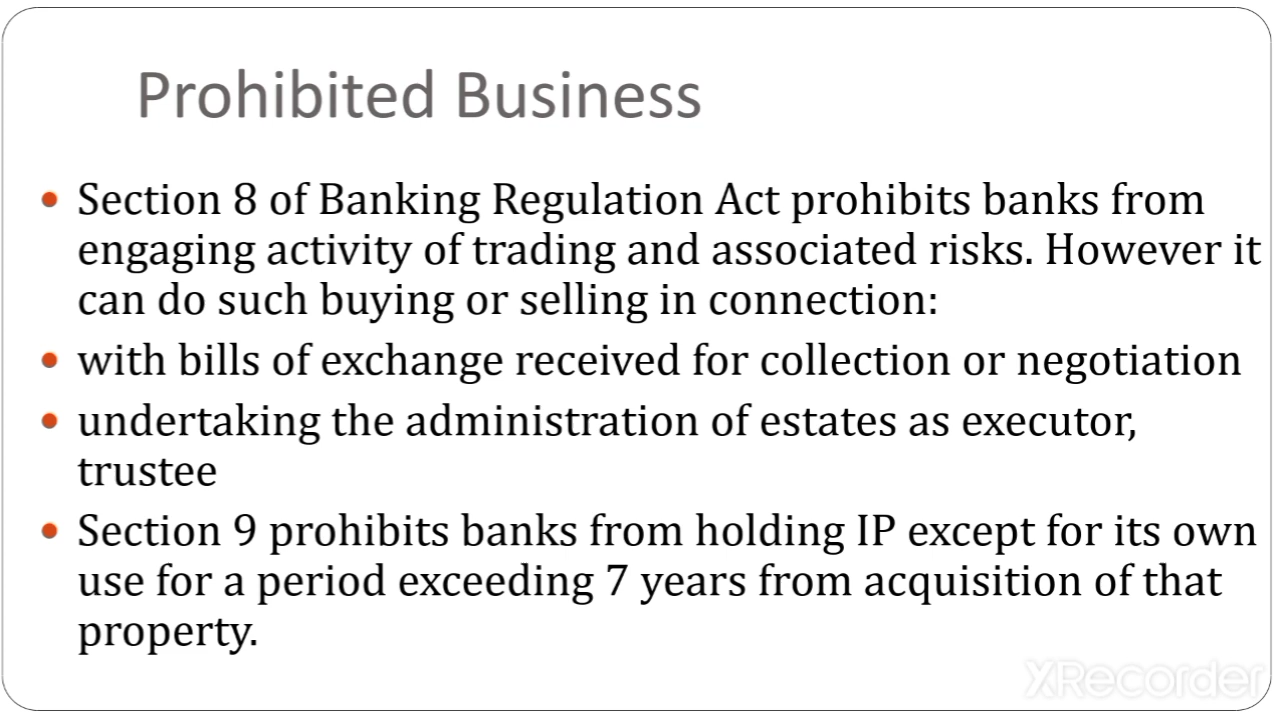 Prohibited Business
• Section 8 of Banking Regulation Act prohibits banks from
engaging activity of trading and associated risks. However it
can do such buying or selling in connection:
• with bills of exchange received for collection or negotiation
• undertaking the administration of estates as executor,
trustee
• Section 9 prohibits banks from holding IP except for its own
use for a period exceeding 7 years from acquisition of that
property.
XRecorder